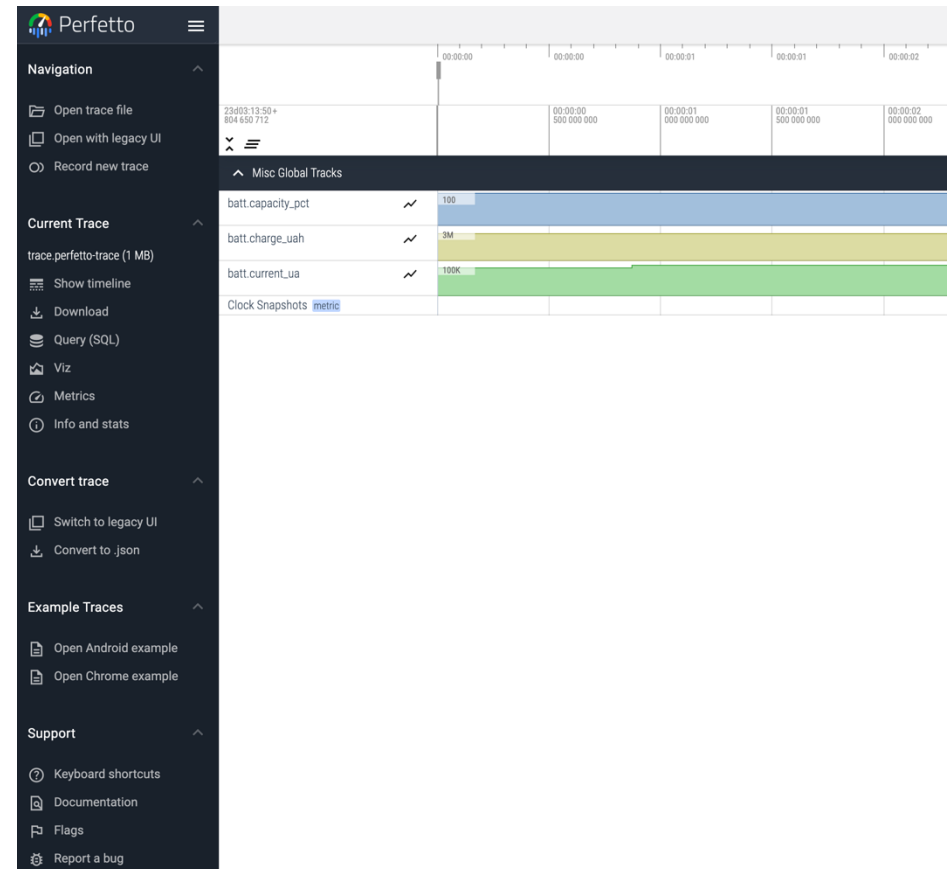 Perfetto
Navigation
Open trace file
Open with legacy UI
Record new trace
Current Trace
trace.perfetto-trace (1 MB)
Show timeline
Download
Query (SQL)
Viz
Metrics
Info and stats
Convert trace
Switch to legacy UI
Convert to .json
Example Traces
Open Android example
Open Chrome example
Support
Keyboard shortcuts
Documentation
Flags
Report a bug
00:00:00 00:00:00 00:00:01 00:00:01 00:00:02
23d03:13:50+ 00:00:00 00:00:01 00:00:01 00:00:02
804 650 712 500 000 000 000 000 000 500 000 000 000 000 000
Misc Global Tracks
batt.capacity_pct 100
batt.charge_uah 3M
batt.current_ua 100K
Clock Snapshots metric